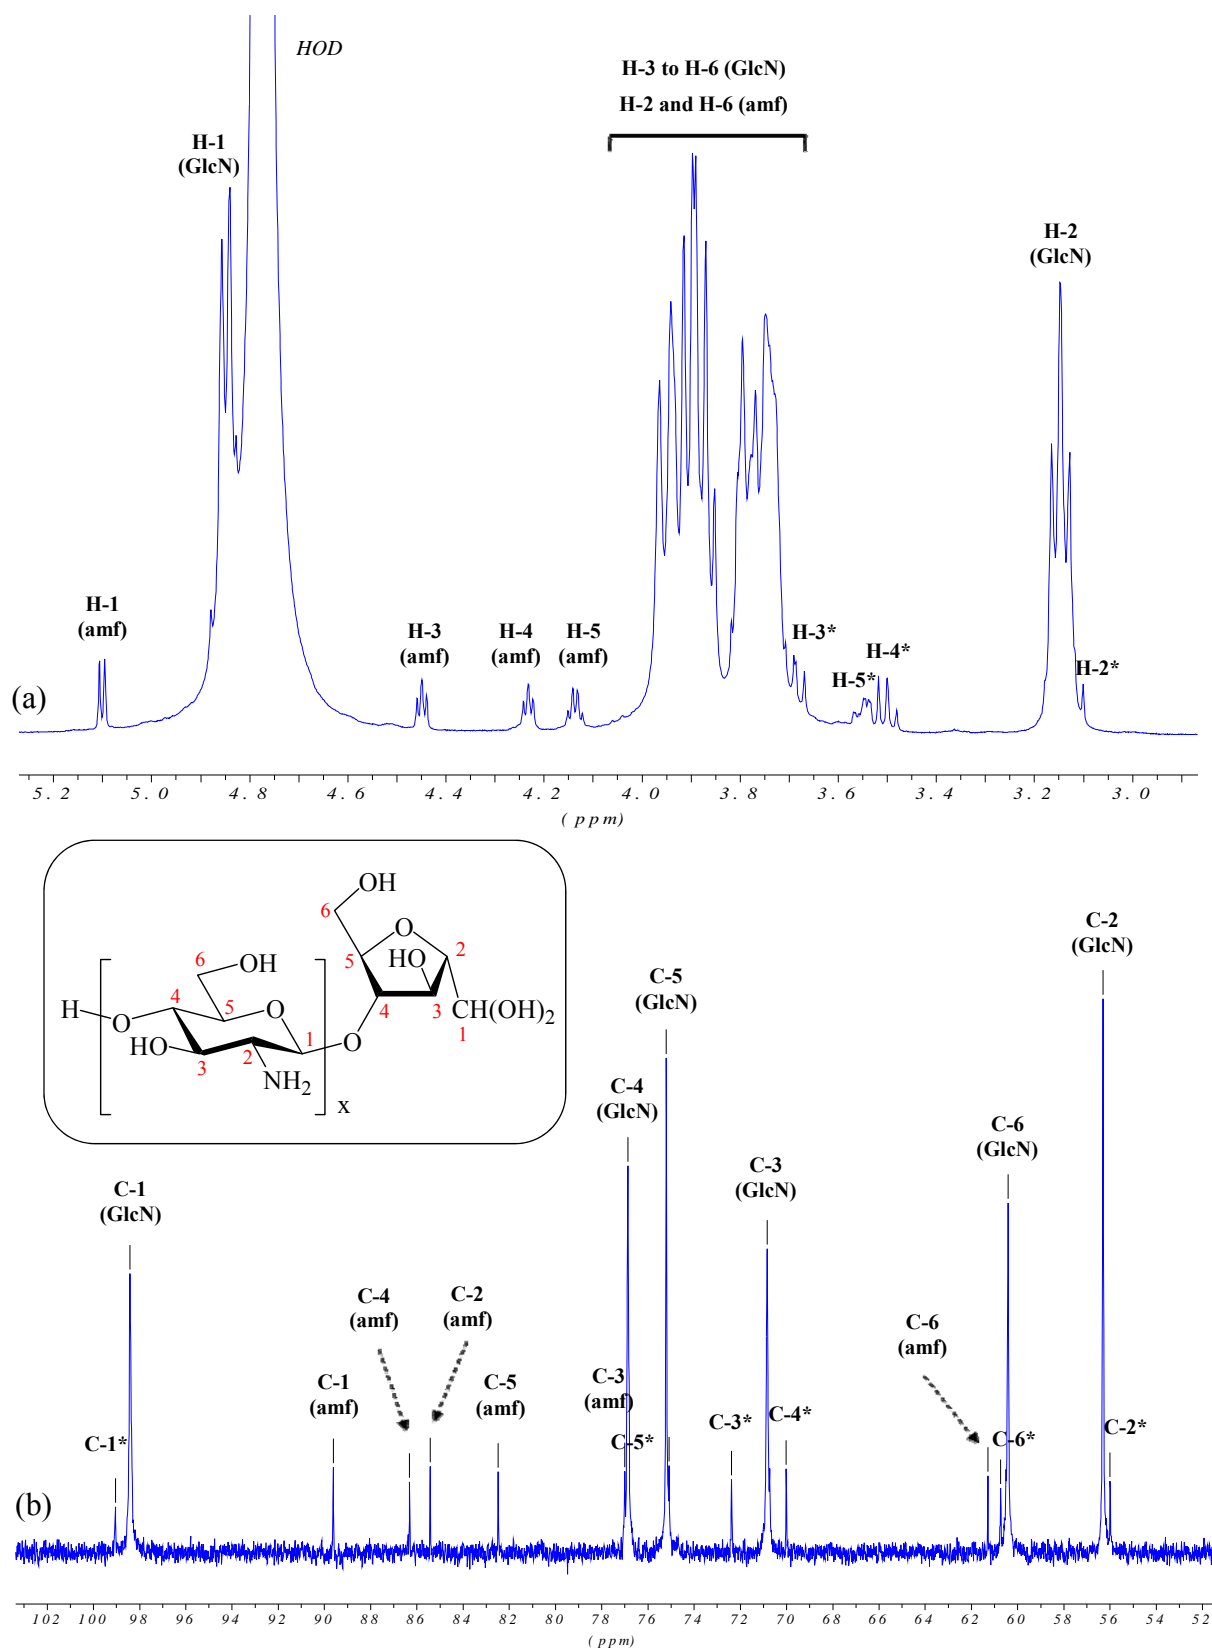 HOD
H-3 to H-6 (GlcN)
H-2 and H-6 (amf)
H-1
(GlcN)
H-2
(GlcN)
H-1
(amf)
H-3
(amf)
H-4
(amf)
H-5
(amf)
H-3*
H-5*
H-4*
H-2*
(a)
5.2 5.0 4.8 4.6 4.4 4.2 4.0 3.8 3.6 3.4 3.2 3.0
(ppm)
OH
6
O
HO
5
2
4
3
CH(OH)2
1
6
OH
4
5
O
H
O
HO
3
2
1
NH2
O
x
C-2
(GlcN)
C-5
(GlcN)
C-4
(GlcN)
C-6
(GlcN)
C-3
(GlcN)
C-1
(GlcN)
C-4
(amf)
C-2
(amf)
C-6
(amf)
C-1
(amf)
C-5
(amf)
C-3
(amf)
C-1*
C-5*
C-3*
C-4*
C-6*
C-2*
(b)
102 100 98 96 94 92 90 88 86 84 82 80 78 76 74 72 70 68 66 64 62 60 58 56 54 52
(ppm)